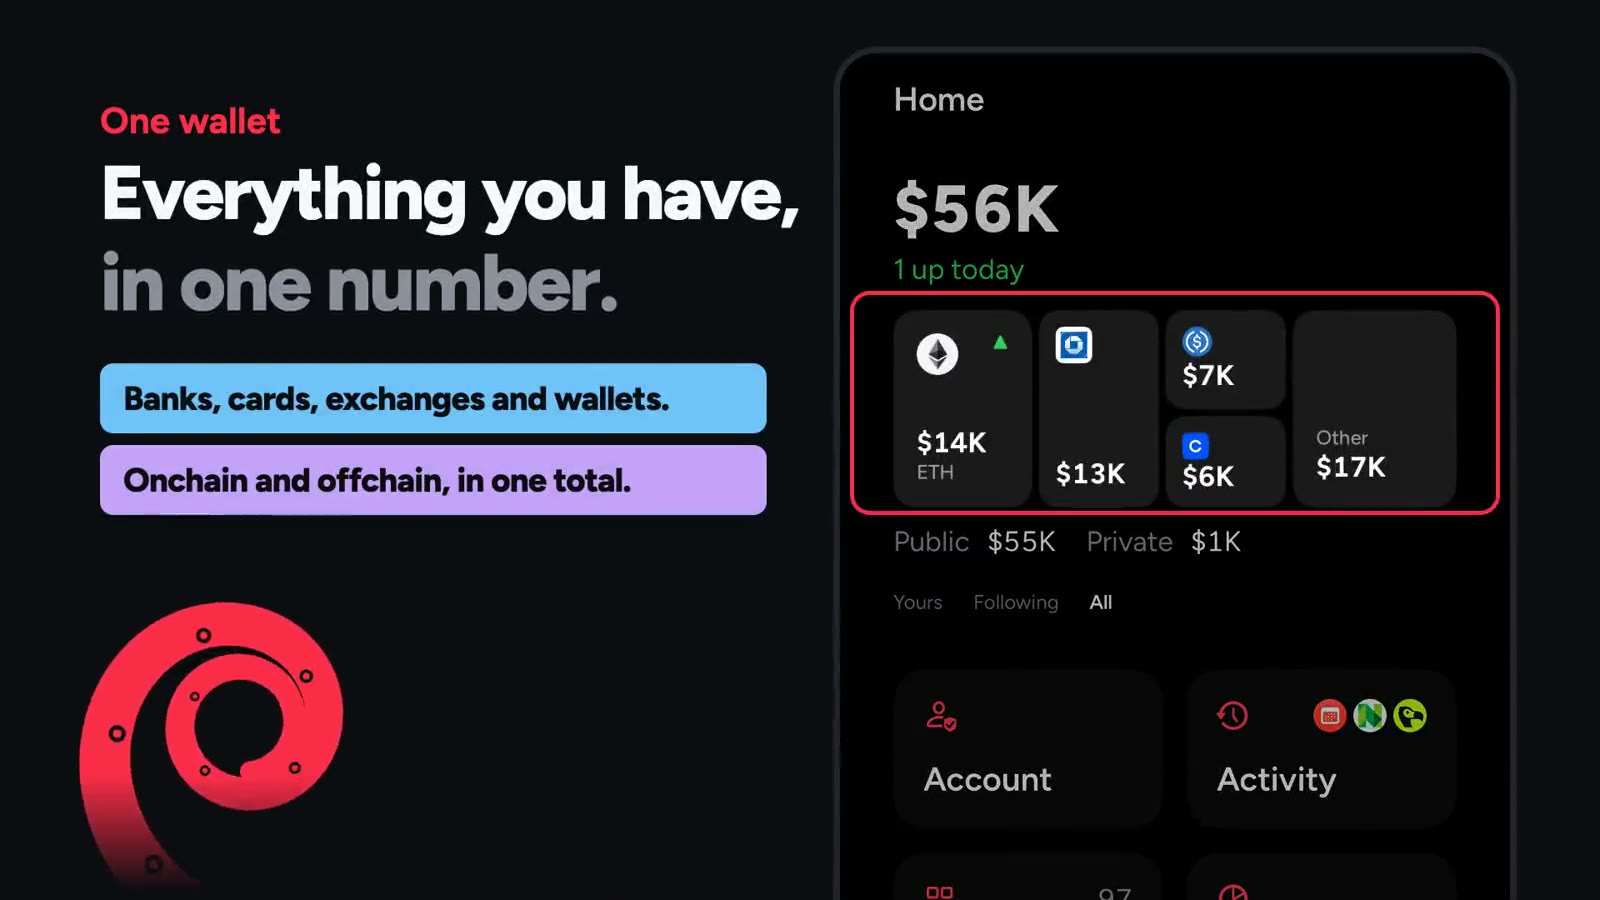 One wallet
Everything you have,
in one number.
Banks, cards, exchanges and wallets.
Onchain and offchain, in one total.
Home
$56K
1 up today
$14K
ETH
$13K
$7K
C
$6K
Other
$17K
Public $55K Private $1K
Yours Following All
Account
Activity